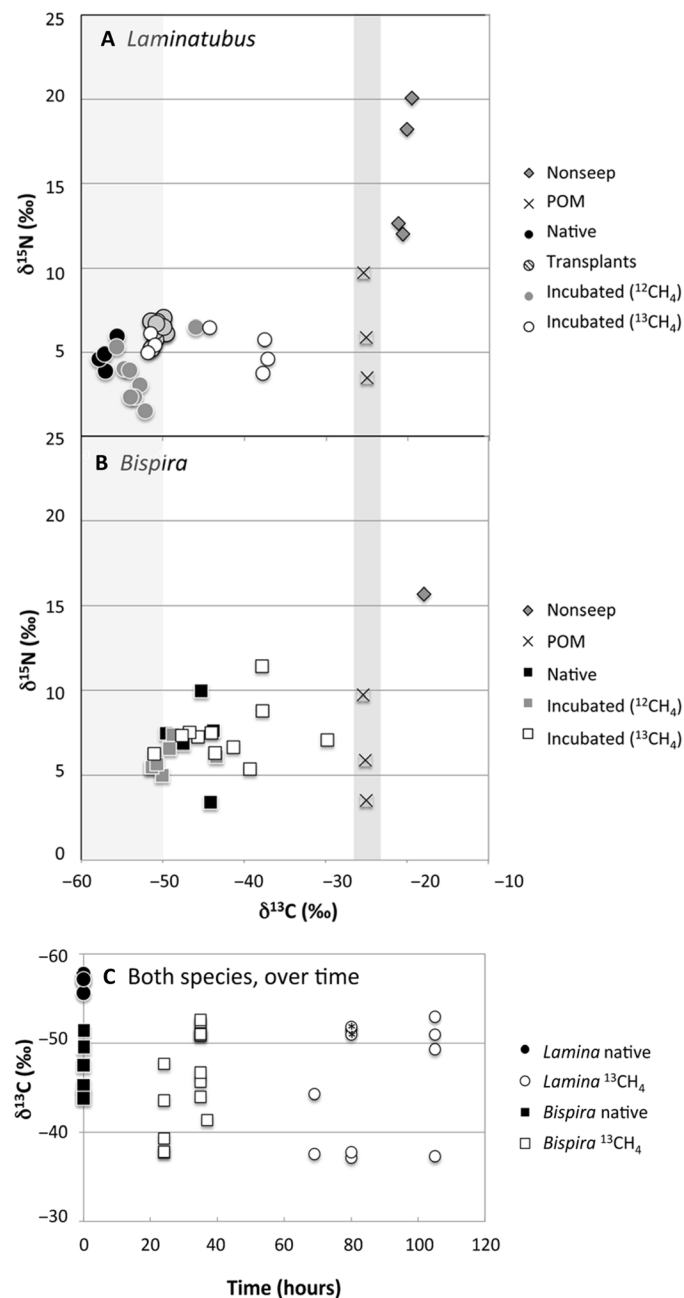 A Laminatubus
25
20
15
10
5
δ¹⁵N (‰)
Nonseep
POM
Native
Transplants
Incubated (¹²CH₄)
Incubated (¹³CH₄)
B Bispira
25
20
15
10
5
0
δ¹⁵N (‰)
Nonseep
POM
Native
Incubated (¹²CH₄)
Incubated (¹³CH₄)
−60 −50 −40 −30 −20 −10
δ¹³C (‰)
C Both species, over time
−60
−50
−40
−30
δ¹³C (‰)
Lamina native
Lamina ¹³CH₄
Bispira native
Bispira ¹³CH₄
0 20 40 60 80 100 120
Time (hours)